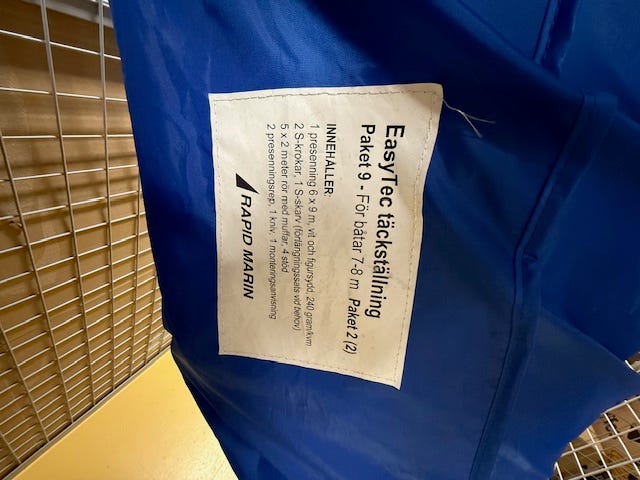 EasyTec täckställning
Paket 9 - För båtar 7-8 m Paket 2 (2)
INNEHÅLLER:
1 presenning 6 x 9 m, vit och figursydd, 240 gram/kvm
2 S-krokar, 1 S-skarv (förlängningssats vid behov)
5 x 2 meter rör med muffar, 4 stöd
2 presenningsrep, 1 kniv, 1 monteringsanvisning
RAPID MARIN